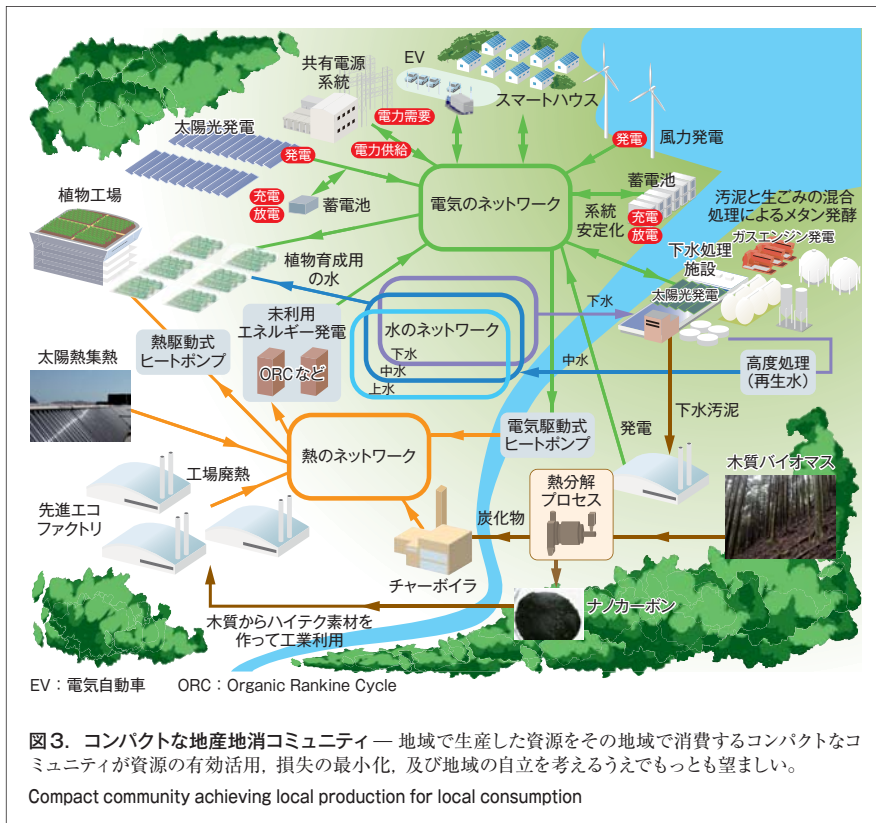 共有電源
系統
EV
スマートハウス
電力需要
太陽光発電
発電
電力供給
発電
風力発電
植物工場
充電
放電
蓄電池
電気のネットワーク
系統
安定化
蓄電池
充電
放電
汚泥と生ごみの混合
処理によるメタン発酵
ガスエンジン発電
下水処理
施設
太陽光発電
植物育成用
の水
下水
未利用
エネルギー発電
ORCなど
水のネットワーク
下水
中水
上水
中水
高度処理
(再生水)
熱駆動式
ヒートポンプ
太陽熱集熱
下水汚泥
電気駆動式
ヒートポンプ
発電
熱のネットワーク
工場廃熱
木質バイオマス
先進エコ
ファクトリ
熱分解
プロセス
炭化物
チャーボイラ
ナノカーボン
木質からハイテク素材を
作って工業利用
EV:電気自動車 ORC:Organic Rankine Cycle
図3. コンパクトな地産地消コミュニティ ― 地域で生産した資源をその地域で消費するコンパクトなコ
ミュニティが資源の有効活用, 損失の最小化, 及び地域の自立を考えるうえでもっとも望ましい。
Compact community achieving local production for local consumption